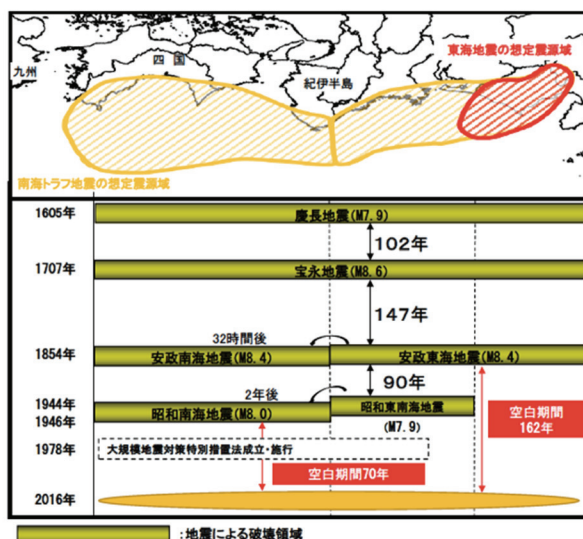 九州
四国
紀伊半島
東海地震の想定震源域
南海トラフ地震の想定震源域
1605年
慶長地震(M7.9)
102年
1707年
宝永地震(M8.6)
147年
32時間後
1854年
安政南海地震(M8.4)
安政東海地震(M8.4)
2年後
90年
1944年
昭和東南海地震
1946年
昭和南海地震(M8.0)
(M7.9)
空白期間
162年
1978年
大規模地震対策特別措置法成立・施行
空白期間70年
2016年
:地震による破壊領域